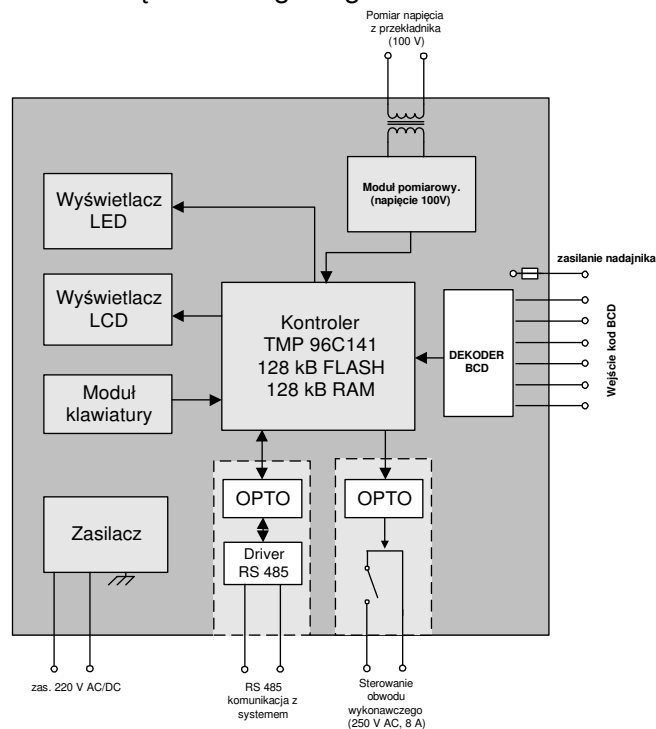 Pomiar napięcia
z przekładnika
(100 V)
Wyświetlacz
LED
Moduł pomiarowy.
(napięcie 100V)
zasilanie nadajnika
Wyświetlacz
LCD
Kontroler
TMP 96C141
128 kB FLASH
128 kB RAM
DEKODER
BCD
Wejście kod BCD
Moduł
klawiatury
OPTO
OPTO
Zasilacz
Driver
RS 485
zas. 220 V AC/DC
RS 485
komunikacja z
systemem
Sterowanie
obwodu
wykonawczego
(250 V AC, 8 A)